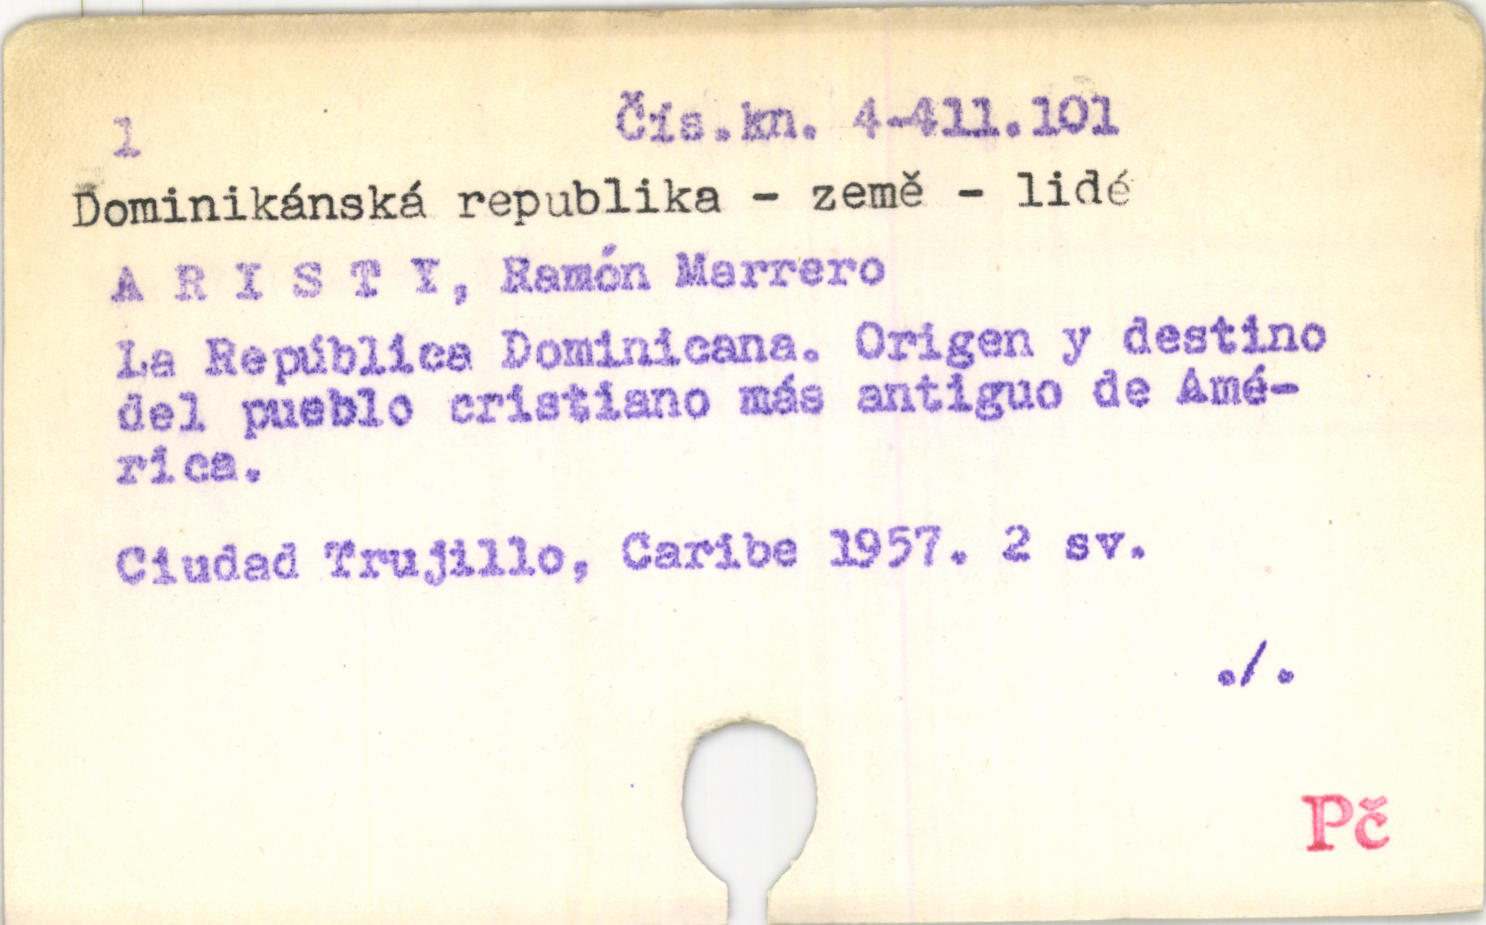 1 Čís.kn. 4-411.101
Dominikánská republika - země - lidé
A R I S T Y, Ramón Marrero
La República Dominicana. Origen y destino
del pueblo cristiano más antiguo de Amé-
rica.
Ciudad Trujillo, Caribe 1957. 2 sv.
./.
Pč